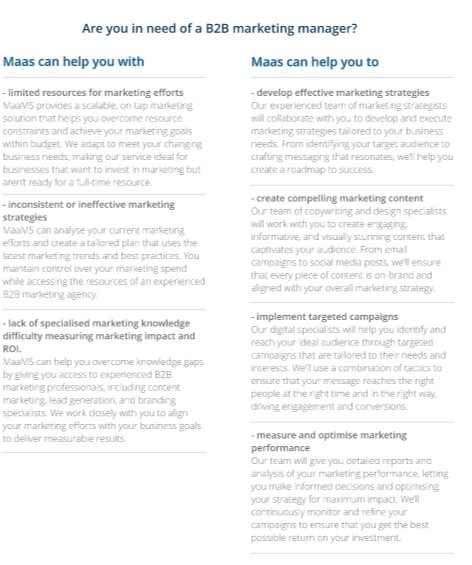 Are you in need of a B2B marketing manager?
Maas can help you with
- limited resources for marketing efforts
MaaMS provides a scalable, on-tap marketing
solution that helps you overcome resource
constraints and achieve your marketing goals
within budget. We adapt to meet your changing
business needs, making our service ideal for
businesses that want to invest in marketing but
aren't ready for a full-time resource.
- inconsistent or ineffective marketing
strategies
MaaMS can analyse your current marketing
efforts and create a tailored plan that uses the
latest marketing trends and best practices. You
maintain control over your marketing spend
while accessing the resources of an experienced
B2B marketing agency.
- lack of specialised marketing knowledge
difficulty measuring marketing impact and
ROI.
MaaMS can help you overcome knowledge gaps
by giving you access to experienced B2B
marketing professionals, including content
marketing, lead generation, and branding
specialists. We work closely with you to align
your marketing efforts with your business goals
to deliver measurable results.
Maas can help you to
- develop effective marketing strategies
Our experienced team of marketing strategists
will collaborate with you to develop and execute
marketing strategies tailored to your business
needs. From identifying your target audience to
crafting messaging that resonates, we'll help you
create a roadmap to success.
- create compelling marketing content
Our team of copywriting and design specialists
will work with you to create engaging,
informative, and visually stunning content that
captivates your audience. From email
campaigns to social media posts, we'll ensure
that every piece of content is on-brand and
aligned with your overall marketing strategy.
- implement targeted campaigns
Our digital specialists will help you identify and
reach your ideal audience through targeted
campaigns that are tailored to their needs and
interests. We'll use a combination of tactics to
ensure that your message reaches the right
people at the right time and in the right way,
driving engagement and conversions.
- measure and optimise marketing
performance
Our team will give you detailed reports and
analysis of your marketing performance, letting
you make informed decisions and optimising
your strategy for maximum impact. We'll
continuously monitor and refine your
campaigns to ensure that you get the best
possible return on your investment.